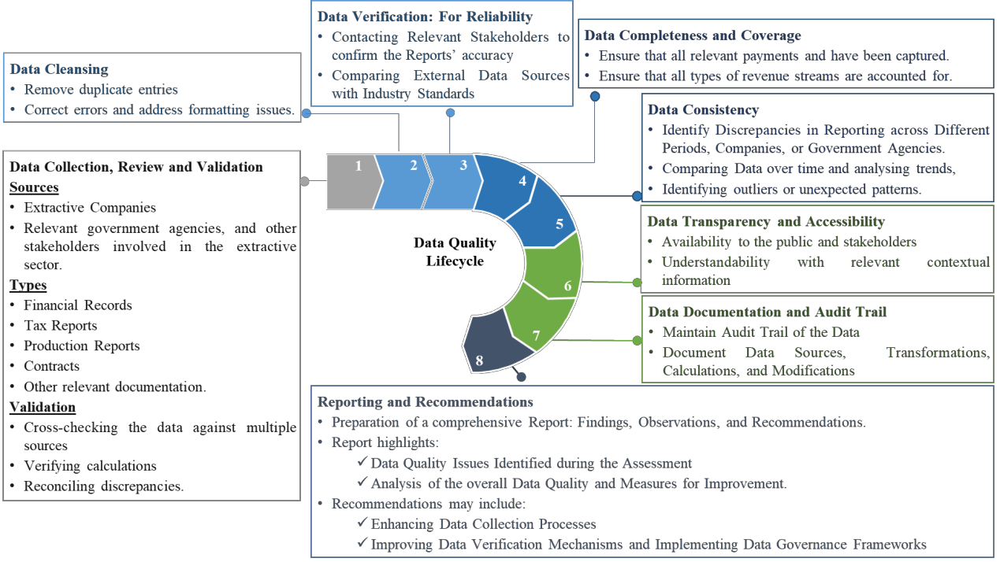 Data Verification: For Reliability
• Contacting Relevant Stakeholders to
confirm the Reports’ accuracy
• Comparing External Data Sources
with Industry Standards
Data Completeness and Coverage
• Ensure that all relevant payments and have been captured.
• Ensure that all types of revenue streams are accounted for.
Data Cleansing
• Remove duplicate entries
• Correct errors and address formatting issues.
Data Consistency
• Identify Discrepancies in Reporting across Different
Periods, Companies, or Government Agencies.
• Comparing Data over time and analysing trends,
• Identifying outliers or unexpected patterns.
Data Collection, Review and Validation
Sources
• Extractive Companies
• Relevant government agencies, and other
stakeholders involved in the extractive
sector.
Types
• Financial Records
• Tax Reports
• Production Reports
• Contracts
• Other relevant documentation.
Validation
• Cross-checking the data against multiple
sources
• Verifying calculations
• Reconciling discrepancies.
1
2
3
4
5
6
7
8
Data Quality
Lifecycle
Data Transparency and Accessibility
• Availability to the public and stakeholders
• Understandability with relevant contextual
information
Data Documentation and Audit Trail
• Maintain Audit Trail of the Data
• Document Data Sources, Transformations,
Calculations, and Modifications
Reporting and Recommendations
• Preparation of a comprehensive Report: Findings, Observations, and Recommendations.
• Report highlights:
✓ Data Quality Issues Identified during the Assessment
✓ Analysis of the overall Data Quality and Measures for Improvement.
• Recommendations may include:
✓ Enhancing Data Collection Processes
✓ Improving Data Verification Mechanisms and Implementing Data Governance Frameworks